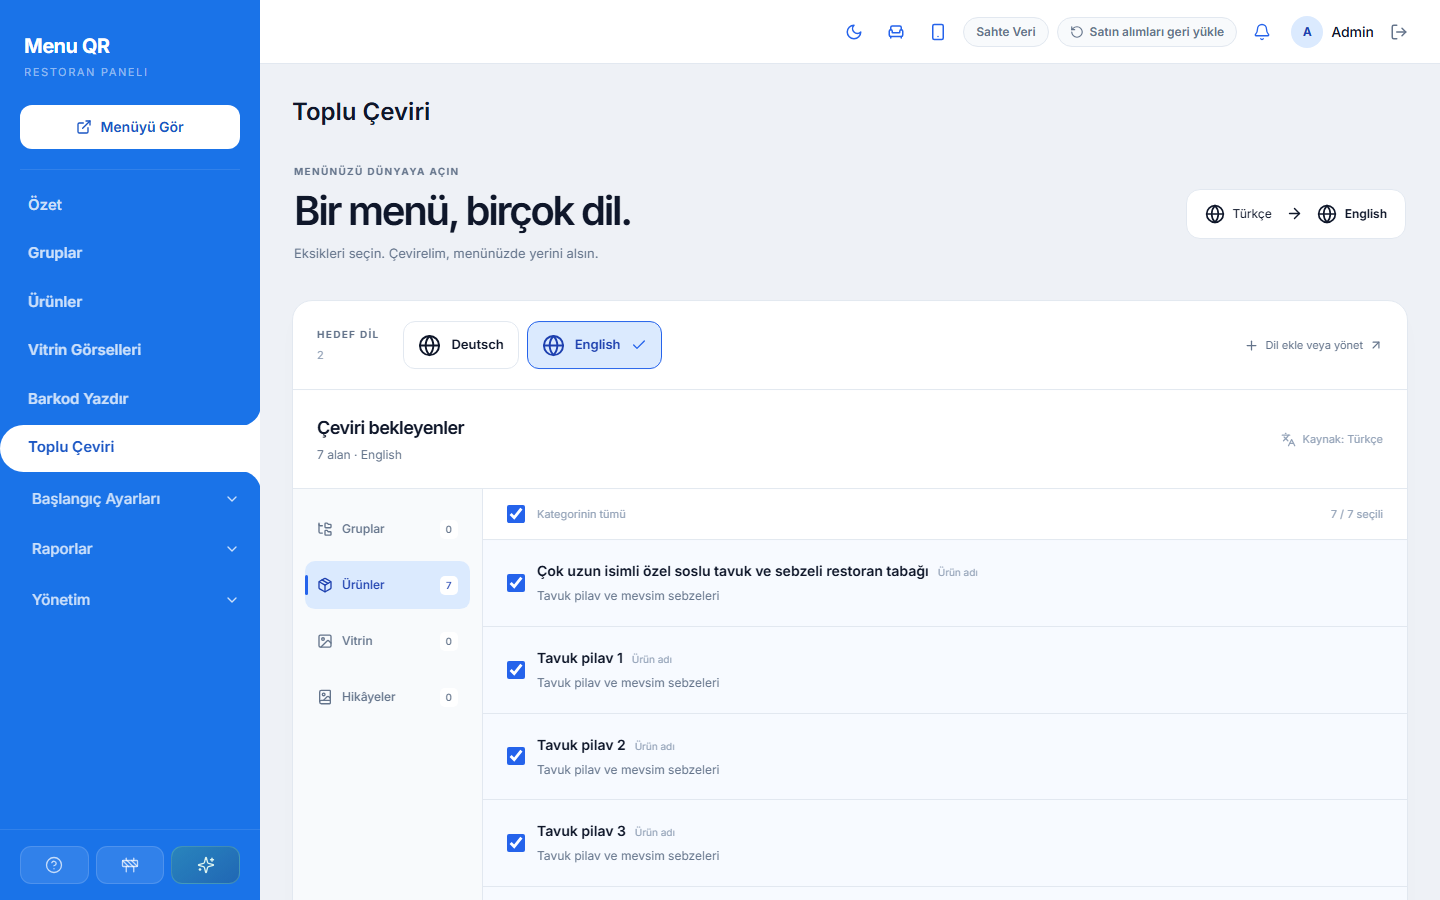 Menu QR
RESTORAN PANELİ
Menüyü Gör
Özet
Gruplar
Ürünler
Vitrin Görselleri
Barkod Yazdır
Toplu Çeviri
Başlangıç Ayarları
Raporlar
Yönetim
Sahte Veri
Satın alımları geri yükle
A
Admin
Toplu Çeviri
MENÜNÜZÜ DÜNYAYA AÇIN
Bir menü, birçok dil.
Eksikleri seçin. Çevirelim, menünüzde yerini alsın.
Türkçe
English
HEDEF DİL
2
Deutsch
English
Dil ekle veya yönet
Çeviri bekleyenler
7 alan · English
Kaynak: Türkçe
Gruplar 0
Ürünler 7
Vitrin 0
Hikâyeler 0
Kategorinin tümü
7 / 7 seçili
Çok uzun isimli özel soslu tavuk ve sebzeli restoran tabağı Ürün adı
Tavuk pilav ve mevsim sebzeleri
Tavuk pilav 1 Ürün adı
Tavuk pilav ve mevsim sebzeleri
Tavuk pilav 2 Ürün adı
Tavuk pilav ve mevsim sebzeleri
Tavuk pilav 3 Ürün adı
Tavuk pilav ve mevsim sebzeleri